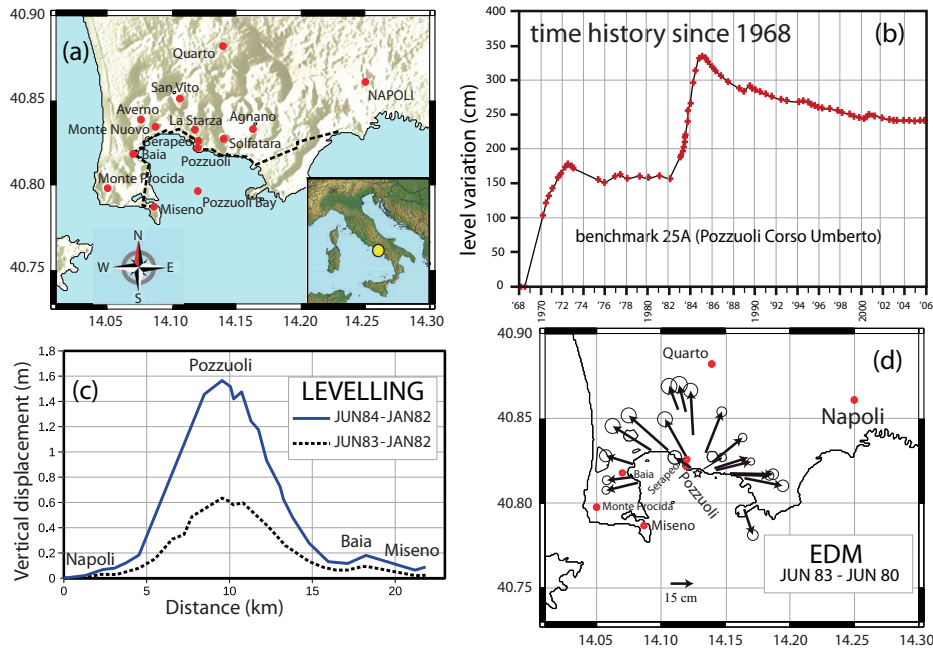 (a)
40.90
40.85
40.80
40.75
14.05
14.10
14.15
14.20
14.25
14.30
Quarto
San Vito
NAPOLI
Averno
La Starza
Agnano
Monte Nuovo
Serapeo
Solfatara
Baia
Pozzuoli
Monte Procida
Pozzuoli Bay
Miseno
N
W
E
S
time history since 1968
(b)
level variation (cm)
400
350
300
250
200
150
100
50
0
benchmark 25A (Pozzuoli Corso Umberto)
'68
1970
'72
'74
'76
'78
1980
'82
'84
'86
'88
1990
'92
'94
'96
'98
2000
'02
'04
'06
(c)
Vertical displacement (m)
1.8
1.6
1.4
1.2
1.0
0.8
0.6
0.4
0.2
0
Pozzuoli
LEVELLING
JUN84-JAN82
JUN83-JAN82
Napoli
Baia
Miseno
0
5
10
15
20
Distance (km)
(d)
40.90
40.85
40.80
40.75
Quarto
Napoli
Baia
Serapeo
Pozzuoli
Monte Procida
Miseno
EDM
JUN 83 - JUN 80
15 cm
14.05
14.10
14.15
14.20
14.25
14.30